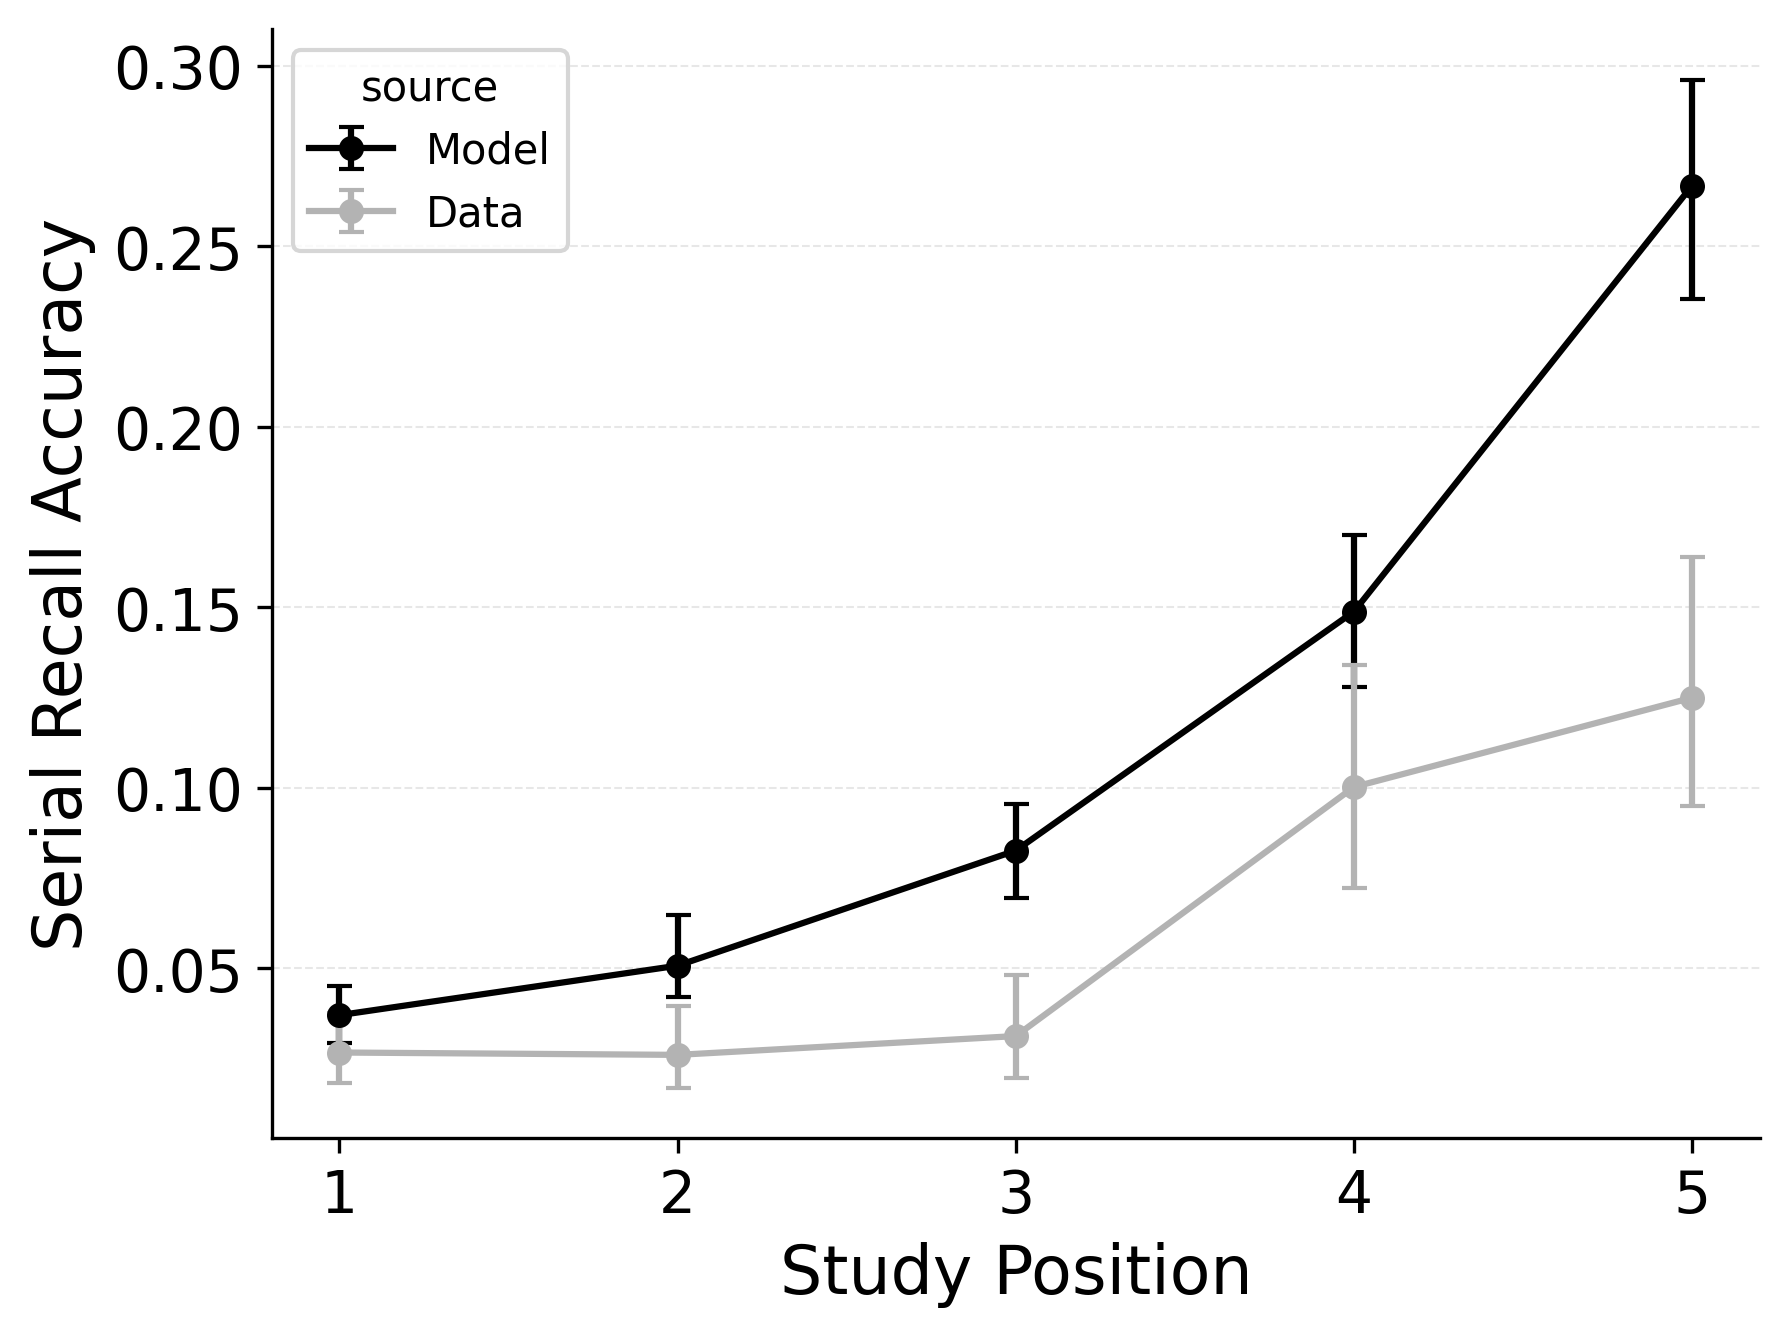 0.30
0.25
0.20
0.15
0.10
0.05
Serial Recall Accuracy
source
Model
Data
1 2 3 4 5
Study Position